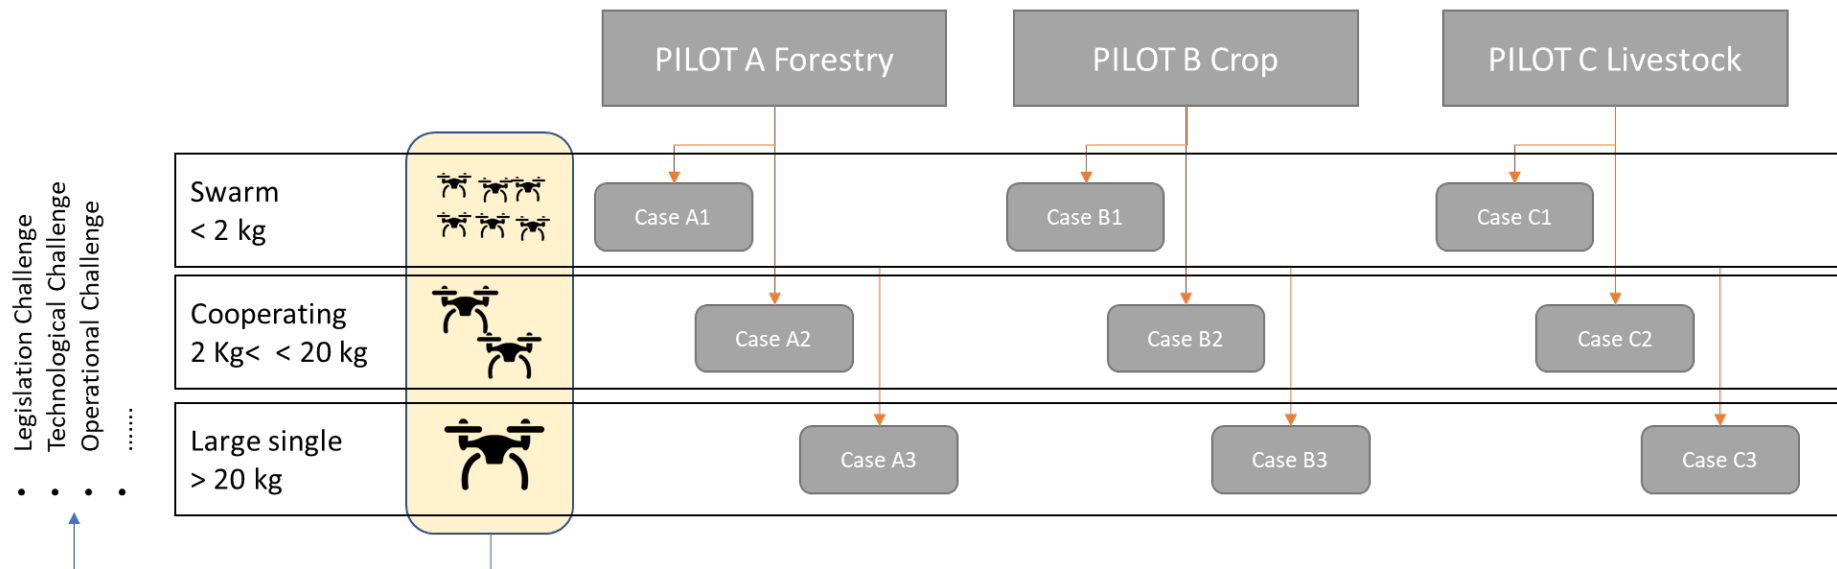 PILOT A Forestry
PILOT B Crop
PILOT C Livestock
Legislation Challenge
Technological Challenge
Operational Challenge
.......
Swarm
< 2 kg
Case A1
Case B1
Case C1
Cooperating
2 Kg< < 20 kg
Case A2
Case B2
Case C2
Large single
> 20 kg
Case A3
Case B3
Case C3